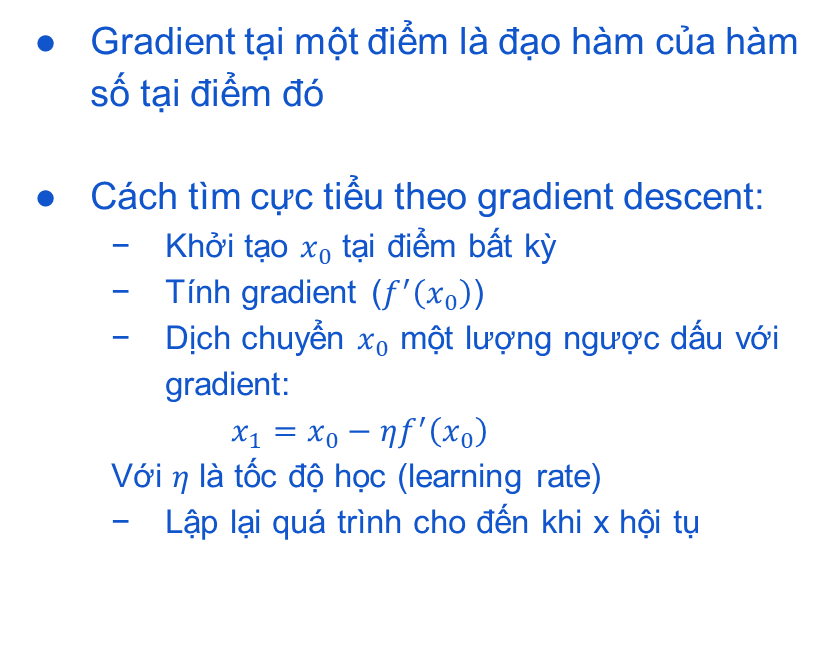 ● Gradient tại một điểm là đạo hàm của hàm
số tại điểm đó
● Cách tìm cực tiểu theo gradient descent:
− Khởi tạo x₀ tại điểm bất kỳ
− Tính gradient (f′(x₀))
− Dịch chuyển x₀ một lượng ngược dấu với
gradient:
x₁ = x₀ − ηf′(x₀)
Với η là tốc độ học (learning rate)
− Lập lại quá trình cho đến khi x hội tụ